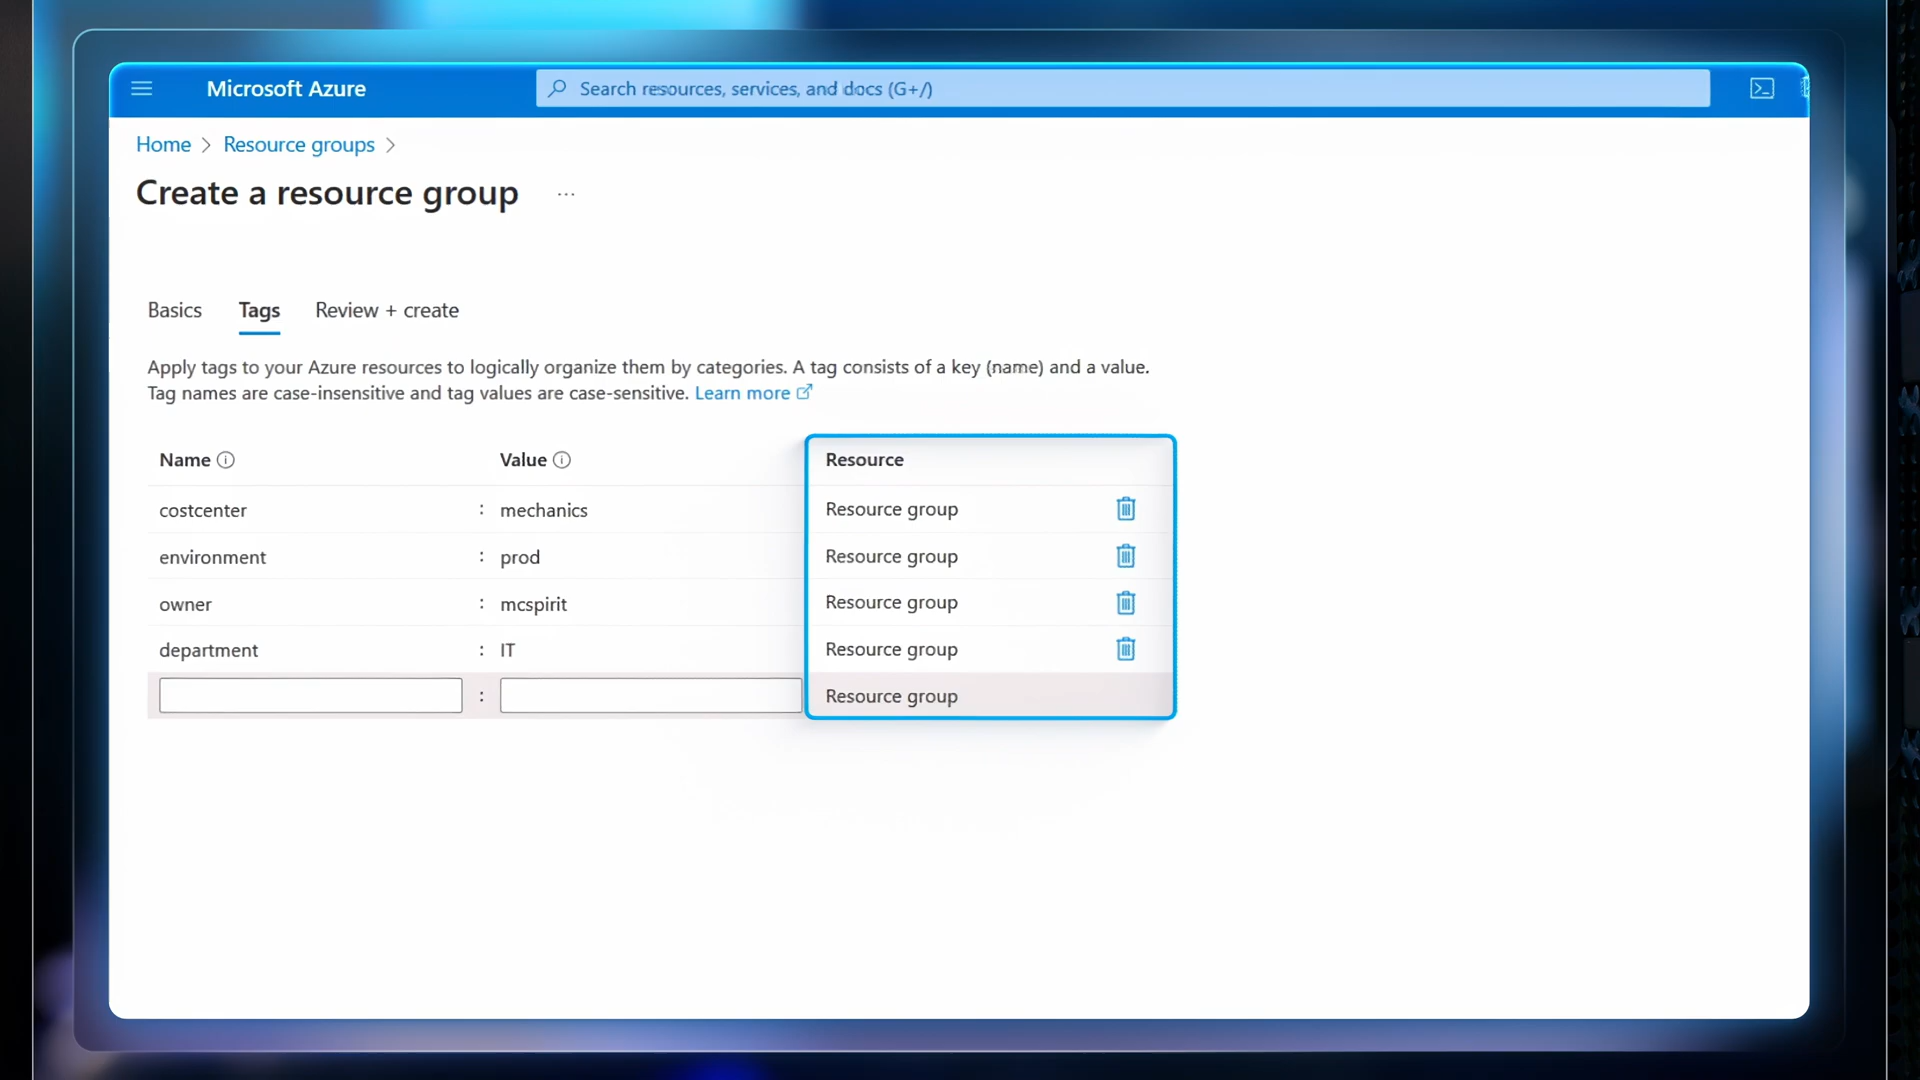 Microsoft Azure
Search resources, services, and docs (G+/)
Home > Resource groups >
Create a resource group ...
Basics Tags Review + create
Apply tags to your Azure resources to logically organize them by categories. A tag consists of a key (name) and a value.
Tag names are case-insensitive and tag values are case-sensitive. Learn more
Name Value Resource
costcenter : mechanics Resource group
environment : prod Resource group
owner : mcspirit Resource group
department : IT Resource group
: Resource group